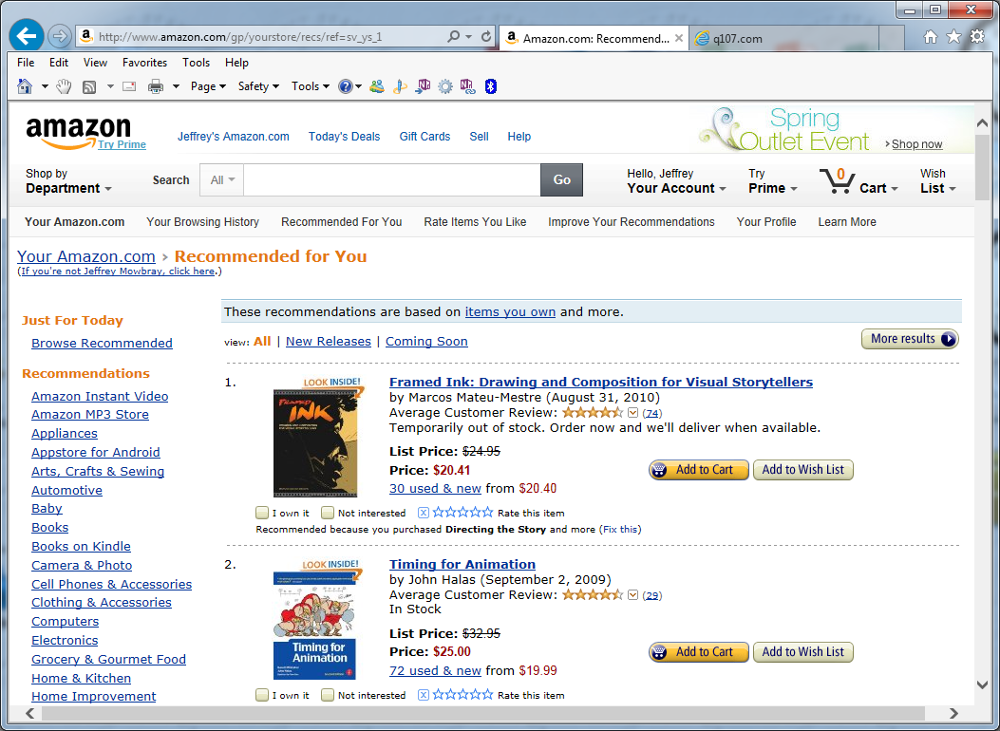 http://www.amazon.com/gp/yourstore/recs/ref=sv_ys_1
Amazon.com: Recommend...
q107.com
File Edit View Favorites Tools Help
Page Safety Tools
amazon
Try Prime
Jeffrey's Amazon.com Today's Deals Gift Cards Sell Help
Spring
Outlet Event
Shop now
Shop by
Department
Search
All
Go
Hello, Jeffrey
Your Account
Try
Prime
0
Cart
Wish
List
Your Amazon.com Your Browsing History Recommended For You Rate Items You Like Improve Your Recommendations Your Profile Learn More
Your Amazon.com › Recommended for You
(If you're not Jeffrey Mowbray, click here.)
Just For Today
Browse Recommended
Recommendations
Amazon Instant Video
Amazon MP3 Store
Appliances
Appstore for Android
Arts, Crafts & Sewing
Automotive
Baby
Books
Books on Kindle
Camera & Photo
Cell Phones & Accessories
Clothing & Accessories
Computers
Electronics
Grocery & Gourmet Food
Home & Kitchen
Home Improvement
These recommendations are based on items you own and more.
view: All | New Releases | Coming Soon
More results
1.
LOOK INSIDE!
FRAMED
INK
Framed Ink: Drawing and Composition for Visual Storytellers
by Marcos Mateu-Mestre (August 31, 2010)
Average Customer Review: (74)
Temporarily out of stock. Order now and we'll deliver when available.
List Price: $24.95
Price: $20.41
30 used & new from $20.40
Add to Cart
Add to Wish List
I own it Not interested X Rate this item
Recommended because you purchased Directing the Story and more (Fix this)
2.
LOOK INSIDE!
Timing for
Animation
Timing for Animation
by John Halas (September 2, 2009)
Average Customer Review: (29)
In Stock
List Price: $32.95
Price: $25.00
72 used & new from $19.99
Add to Cart
Add to Wish List
I own it Not interested X Rate this item